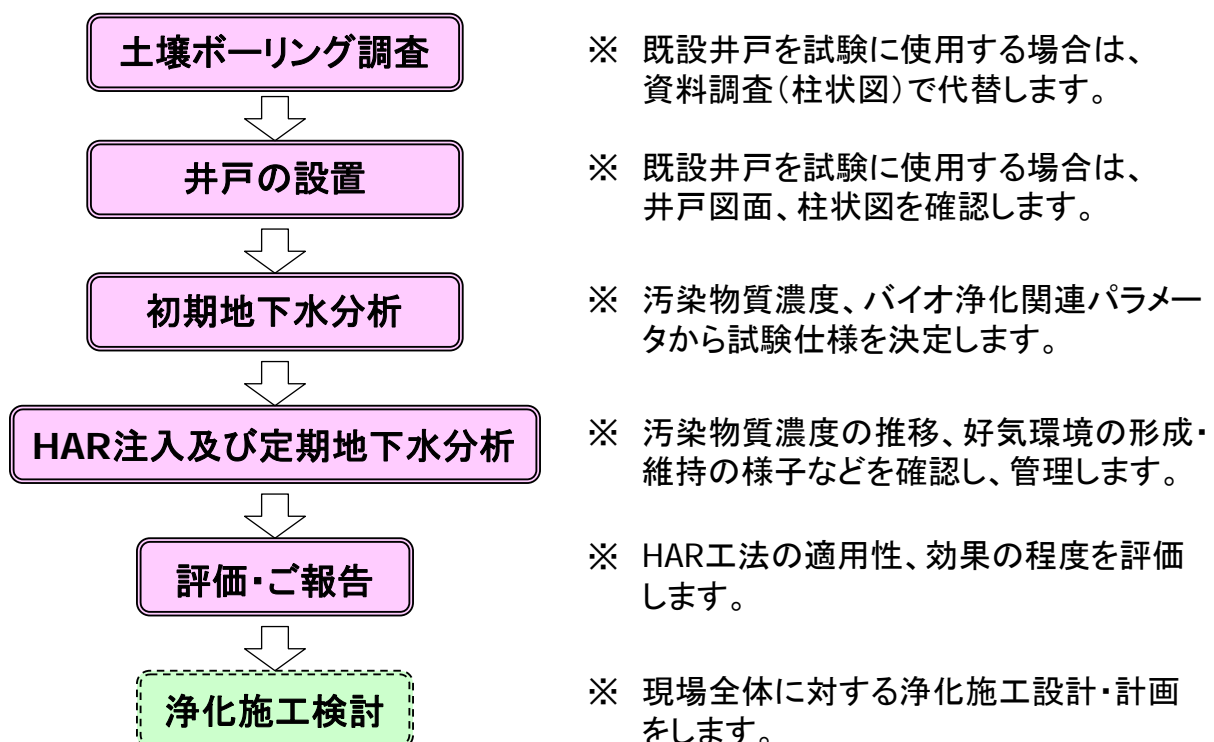 土壌ボーリング調査
※ 既設井戸を試験に使用する場合は、
資料調査（柱状図）で代替します。
井戸の設置
※ 既設井戸を試験に使用する場合は、
井戸図面、柱状図を確認します。
初期地下水分析
※ 汚染物質濃度、バイオ浄化関連パラメー
タから試験仕様を決定します。
HAR注入及び定期地下水分析
※ 汚染物質濃度の推移、好気環境の形成・
維持の様子などを確認し、管理します。
評価・ご報告
※ HAR工法の適用性、効果の程度を評価
します。
浄化施工検討
※ 現場全体に対する浄化施工設計・計画
をします。